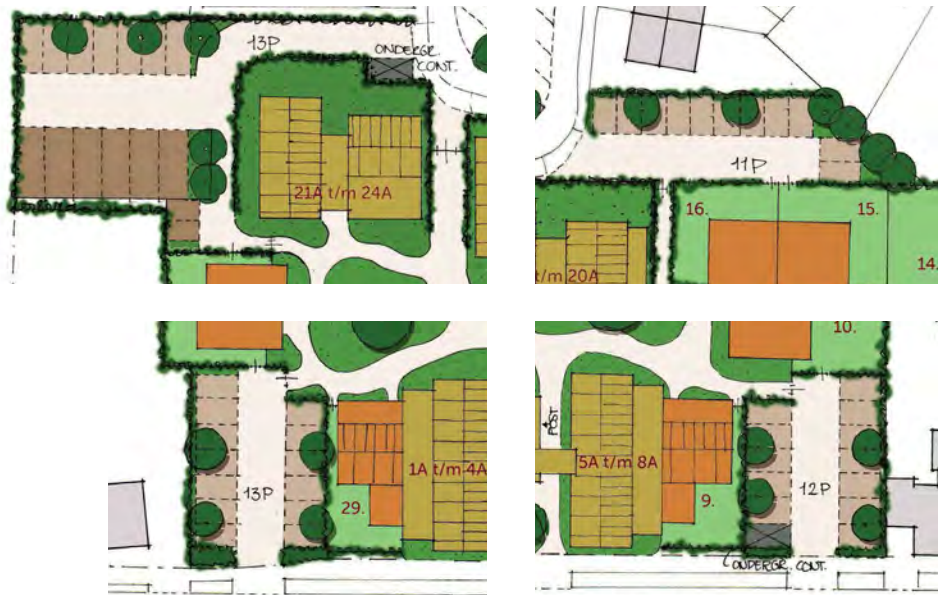 13P
ONDERGR.
CONT.
21A t/m 24A
11P
16.
15.
14.
t/m 20A
13P
1A t/m 4A
29.
10.
POST
5A t/m 8A
9.
12P
ONDERGR. CONT.